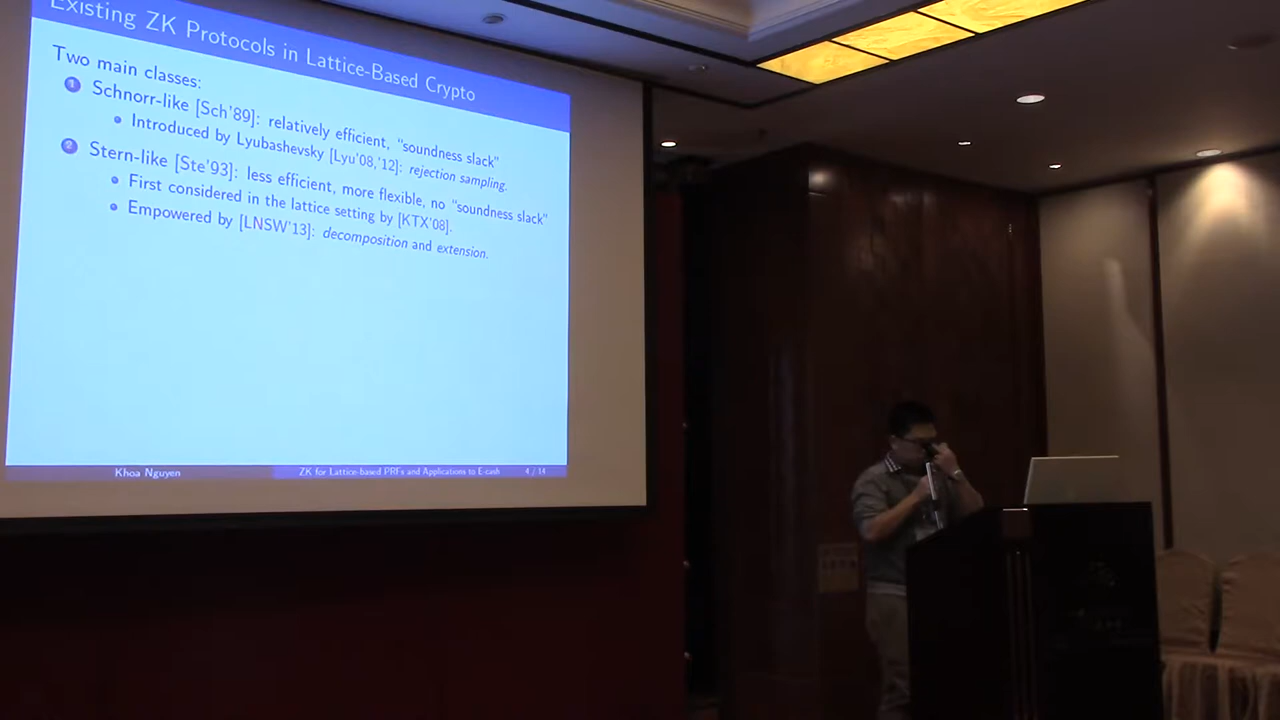 Existing ZK Protocols in Lattice-Based Crypto
Two main classes:
1 Schnorr-like [Sch'89]: relatively efficient, "soundness slack"
• Introduced by Lyubashevsky [Lyu'08,'12]: rejection sampling.
2 Stern-like [Ste'93]: less efficient, more flexible, no "soundness slack"
• First considered in the lattice setting by [KTX'08].
• Empowered by [LNSW'13]: decomposition and extension.
Khoa Nguyen
ZK for Lattice-based PRFs and Applications to E-cash
4 / 14